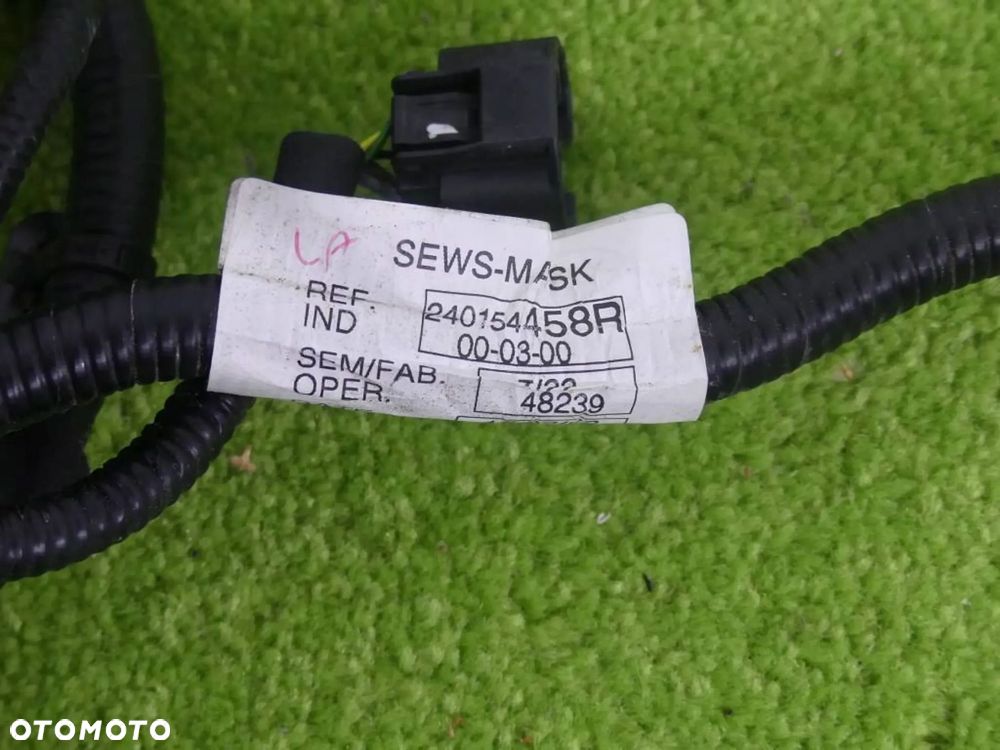 LA
SEWS-MASK
REF. 240154458R
IND 00-03-00
SEM/FAB.
OPER. 48239
OTOMOTO